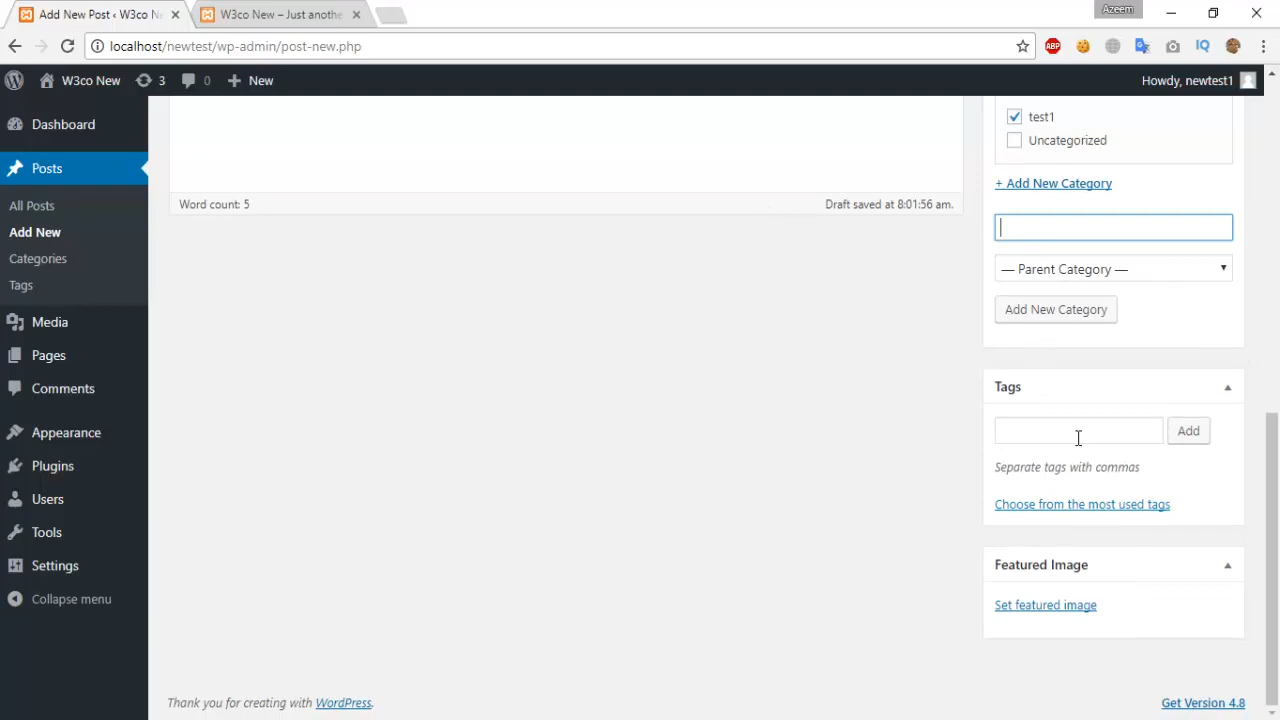 Add New Post ‹ W3co N
W3co New – Just anothe
Azeem
localhost/newtest/wp-admin/post-new.php
ABP
IQ
W3co New
3
0
New
Howdy, newtest1
Dashboard
Posts
All Posts
Add New
Categories
Tags
Media
Pages
Comments
Appearance
Plugins
Users
Tools
Settings
Collapse menu
Word count: 5
Draft saved at 8:01:56 am.
test1
Uncategorized
+ Add New Category
— Parent Category —
Add New Category
Tags
Add
Separate tags with commas
Choose from the most used tags
Featured Image
Set featured image
Thank you for creating with WordPress.
Get Version 4.8